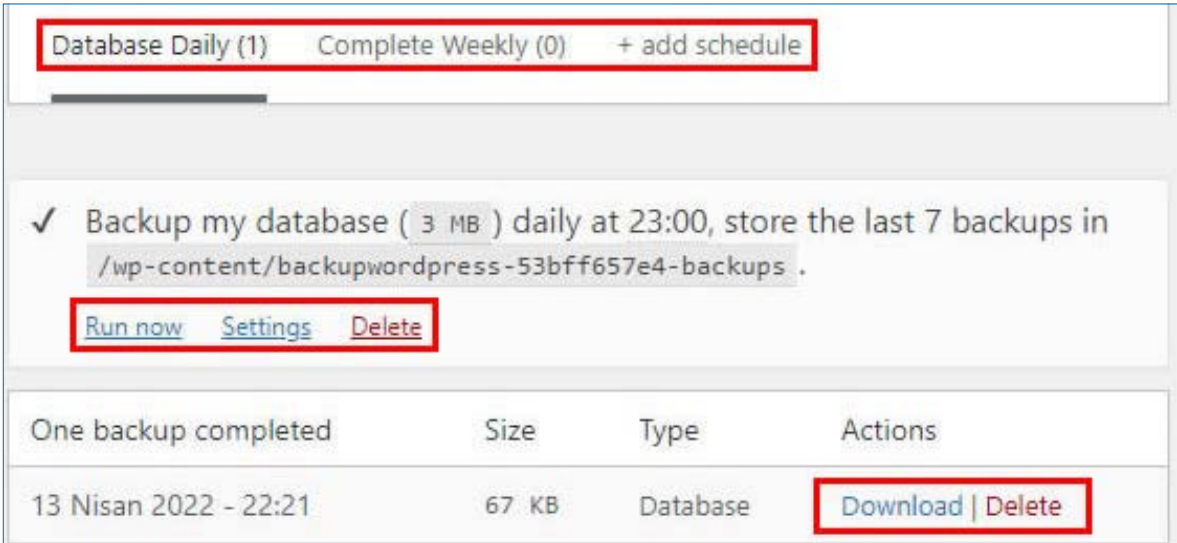 Database Daily (1) Complete Weekly (0) + add schedule
✓ Backup my database ( 3 MB ) daily at 23:00, store the last 7 backups in
/wp-content/backupwordpress-53bff657e4-backups .
Run now Settings Delete
One backup completed Size Type Actions
13 Nisan 2022 - 22:21 67 KB Database Download | Delete